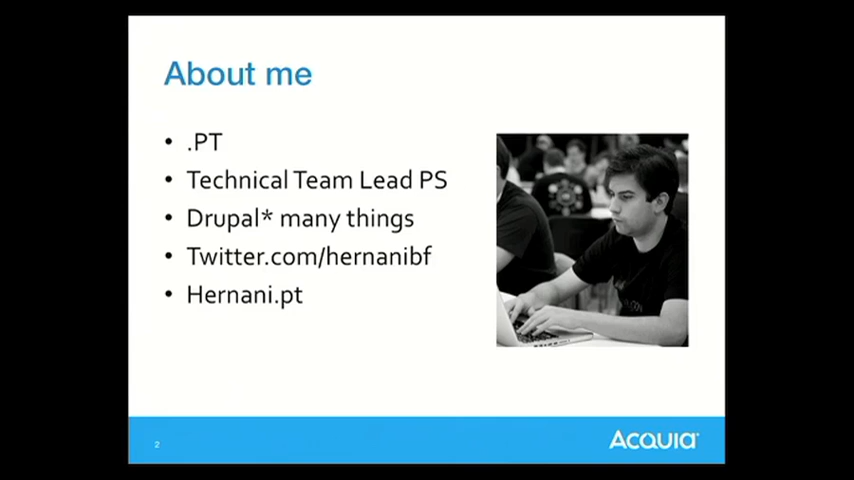 About me
• .PT
• Technical Team Lead PS
• Drupal* many things
• Twitter.com/hernanibf
• Hernani.pt
2
ACQUIA